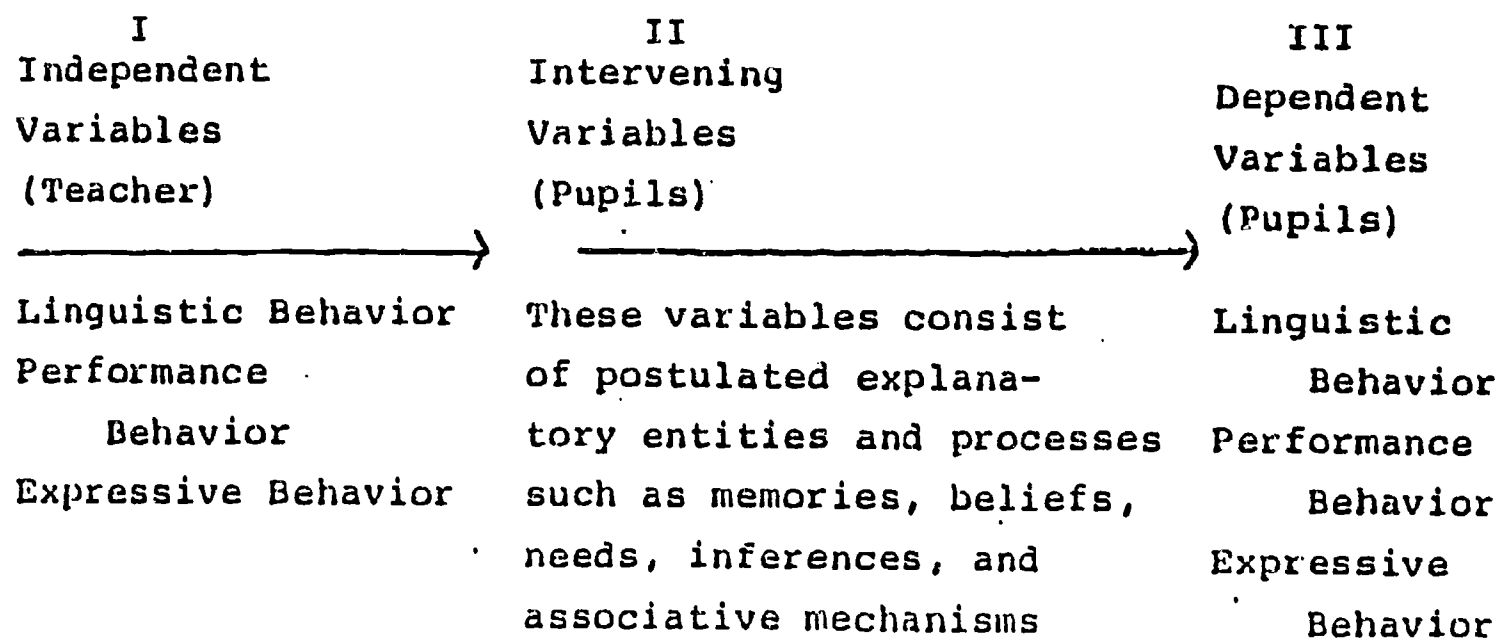 I
Independent
Variables
(Teacher)
II
Intervening
Variables
(Pupils)
III
Dependent
Variables
(Pupils)
Linguistic Behavior
Performance
Behavior
Expressive Behavior
These variables consist
of postulated explana-
tory entities and processes
such as memories, beliefs,
needs, inferences, and
associative mechanisms
Linguistic
Behavior
Performance
Behavior
Expressive
Behavior